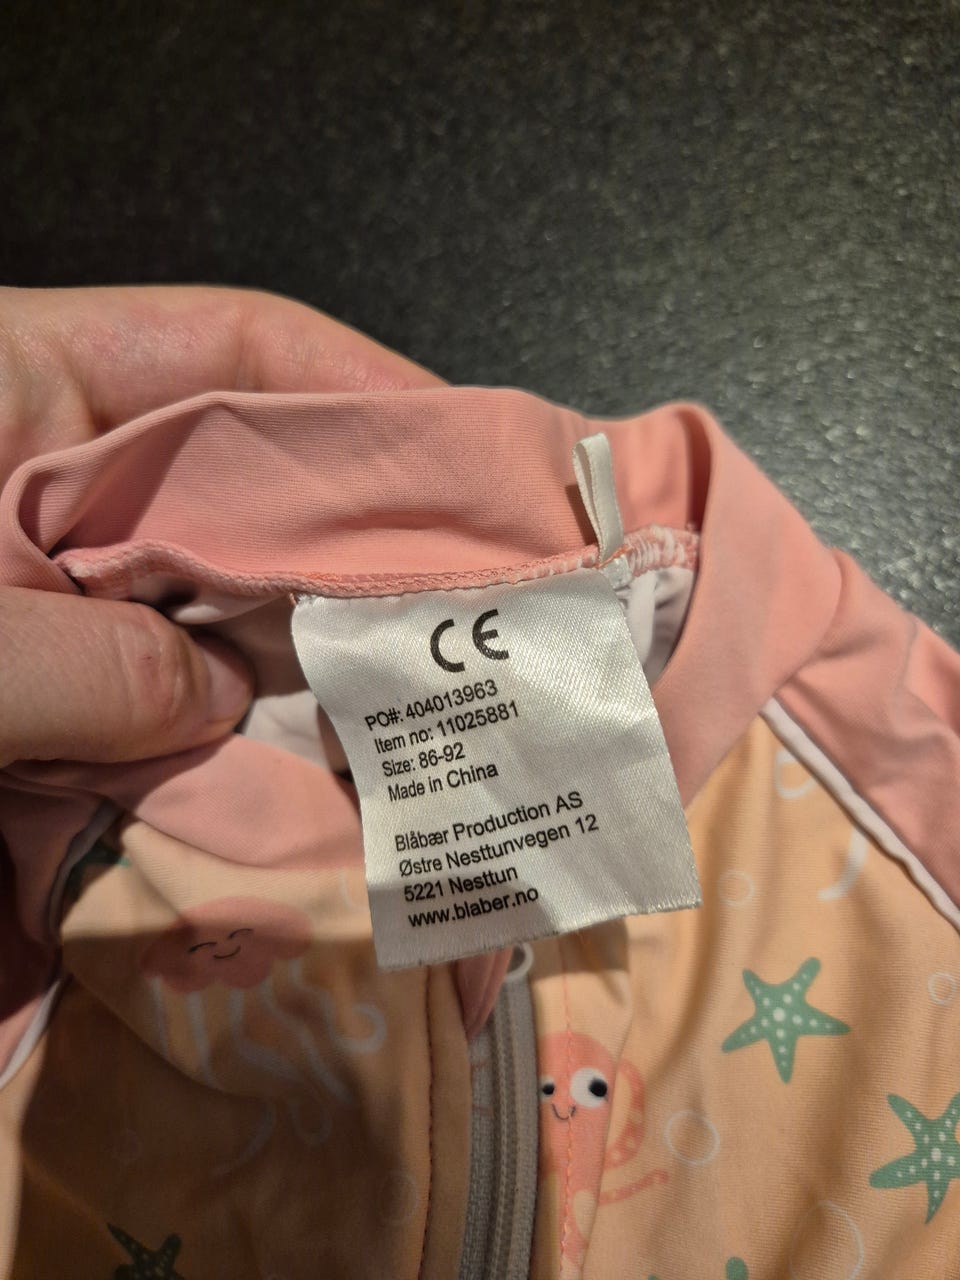 CE
PO#: 404013963
Item no: 11025881
Size: 86-92
Made in China
Blåbær Production AS
Østre Nesttunvegen 12
5221 Nesttun
www.blaber.no